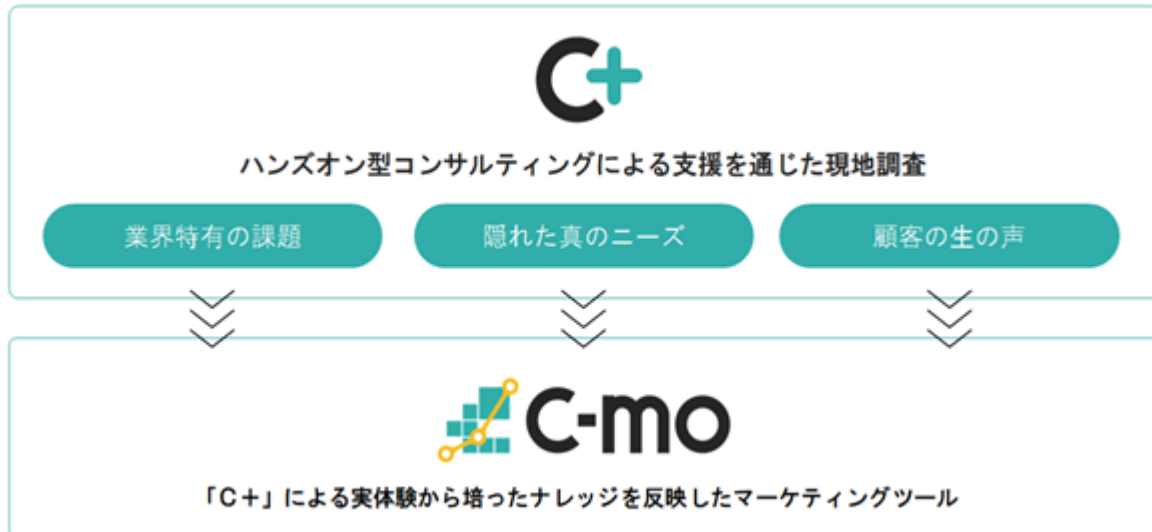 C+
ハンズオン型コンサルティングによる支援を通じた現地調査
業界特有の課題
隠れた真のニーズ
顧客の生の声
C-mo
「C+」による実体験から培ったナレッジを反映したマーケティングツール